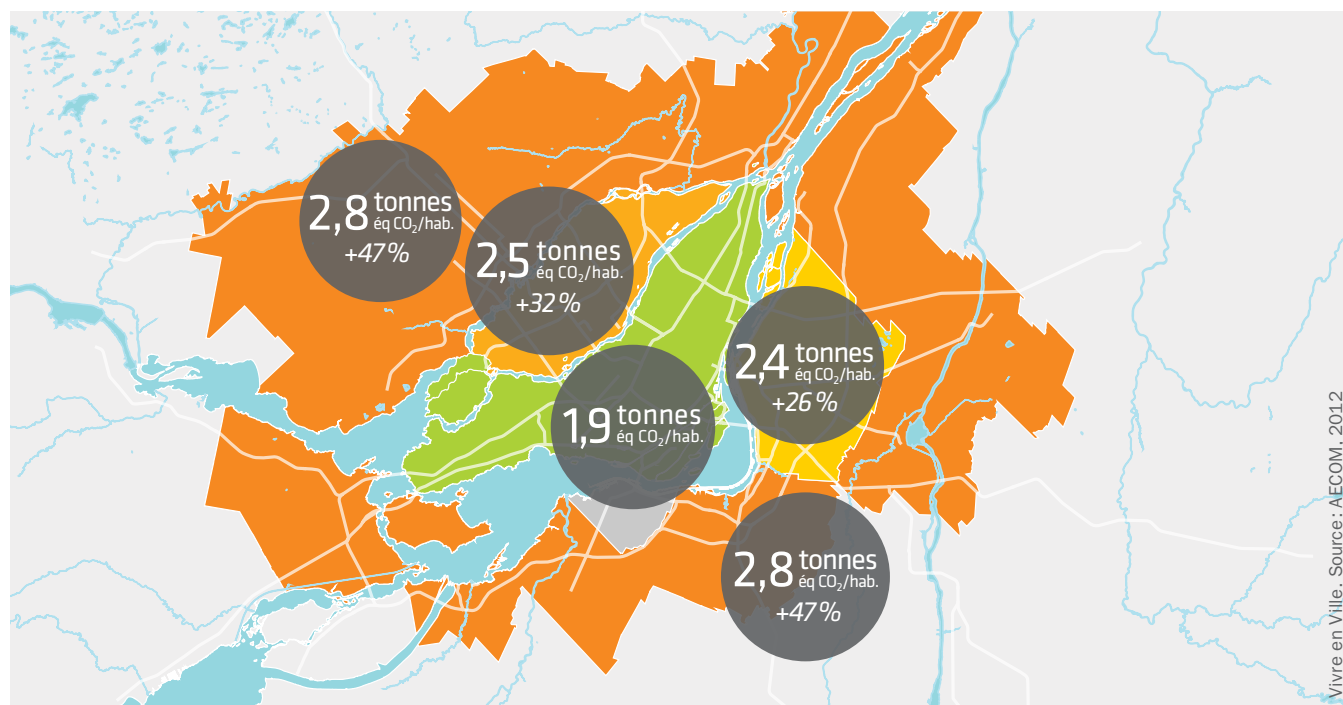 2,8 tonnes
éq CO₂/hab.
+47%
2,5 tonnes
éq CO₂/hab.
+32%
2,4 tonnes
éq CO₂/hab.
+26%
1,9 tonnes
éq CO₂/hab.
2,8 tonnes
éq CO₂/hab.
+47%
Vivre en Ville. Source: AECOM, 2012